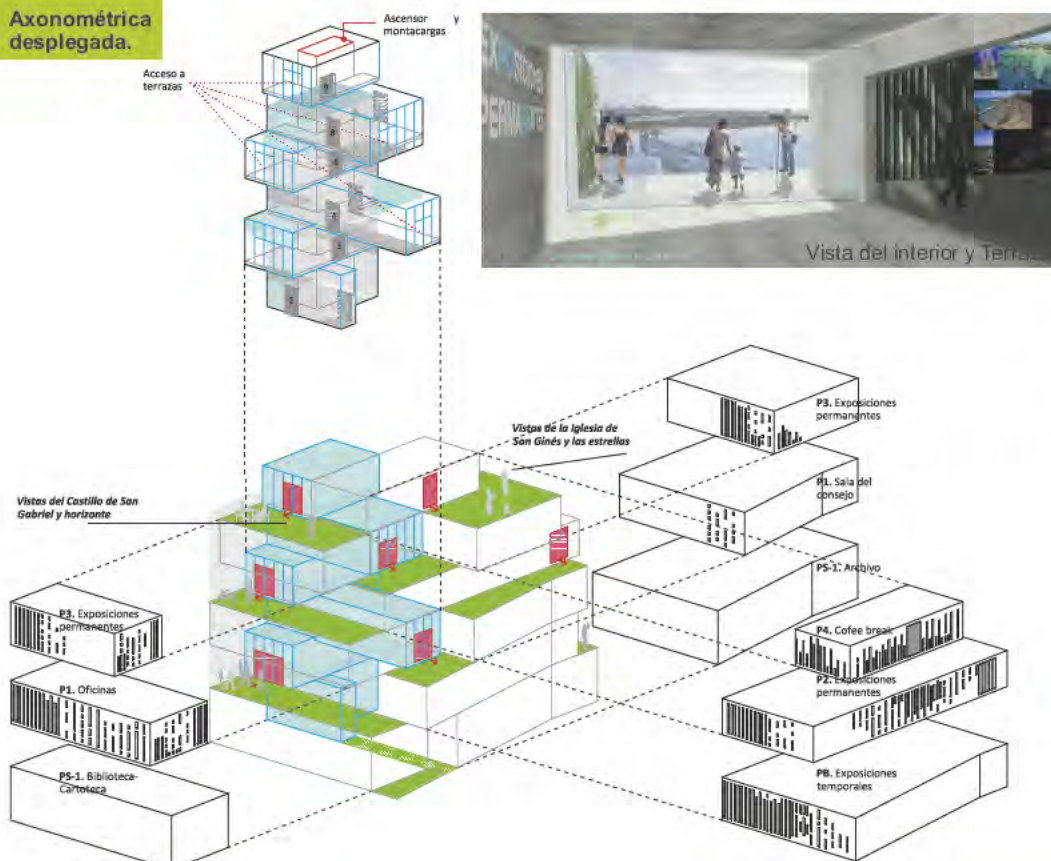 Axonométrica
desplegada.
Ascensor y
montacargas
Acceso a
terrazas
Vista del interior y
P3. Exposiciones
permanentes
P1. Sala del
consejo
PS-1. Archivo
Vistas de la Iglesia de
San Ginés y las estrellas
Vistas del Castillo de San
Gabriel y horizonte
P3. Exposiciones
permanentes
P1. Oficinas
PS-1. Biblioteca-
Cartoteca
P4. Cofee break
P2. Exposiciones
permanentes
PB. Exposiciones
temporales